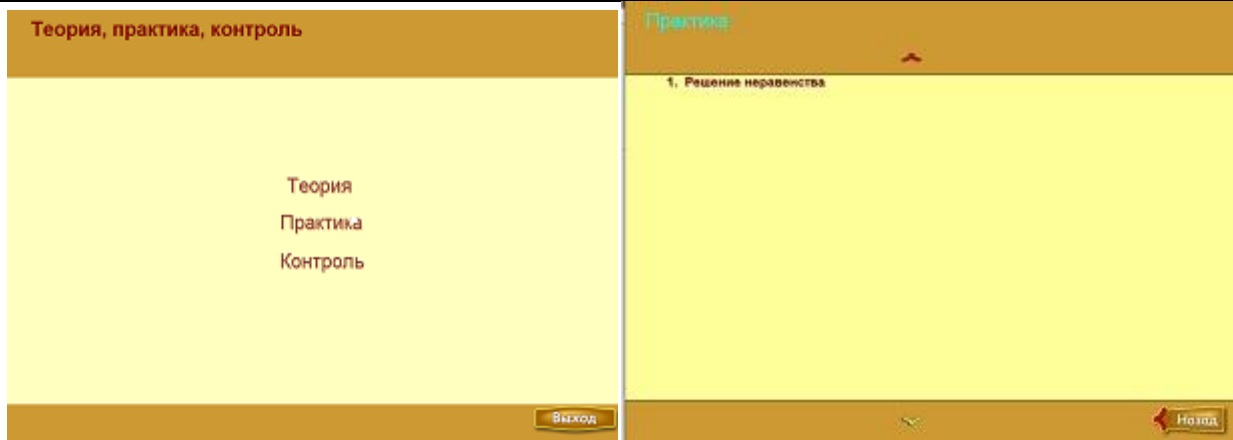 Теория, практика, контроль
Теория
Практика
Контроль
Выход
Практика
1. Решение неравенства
Назад